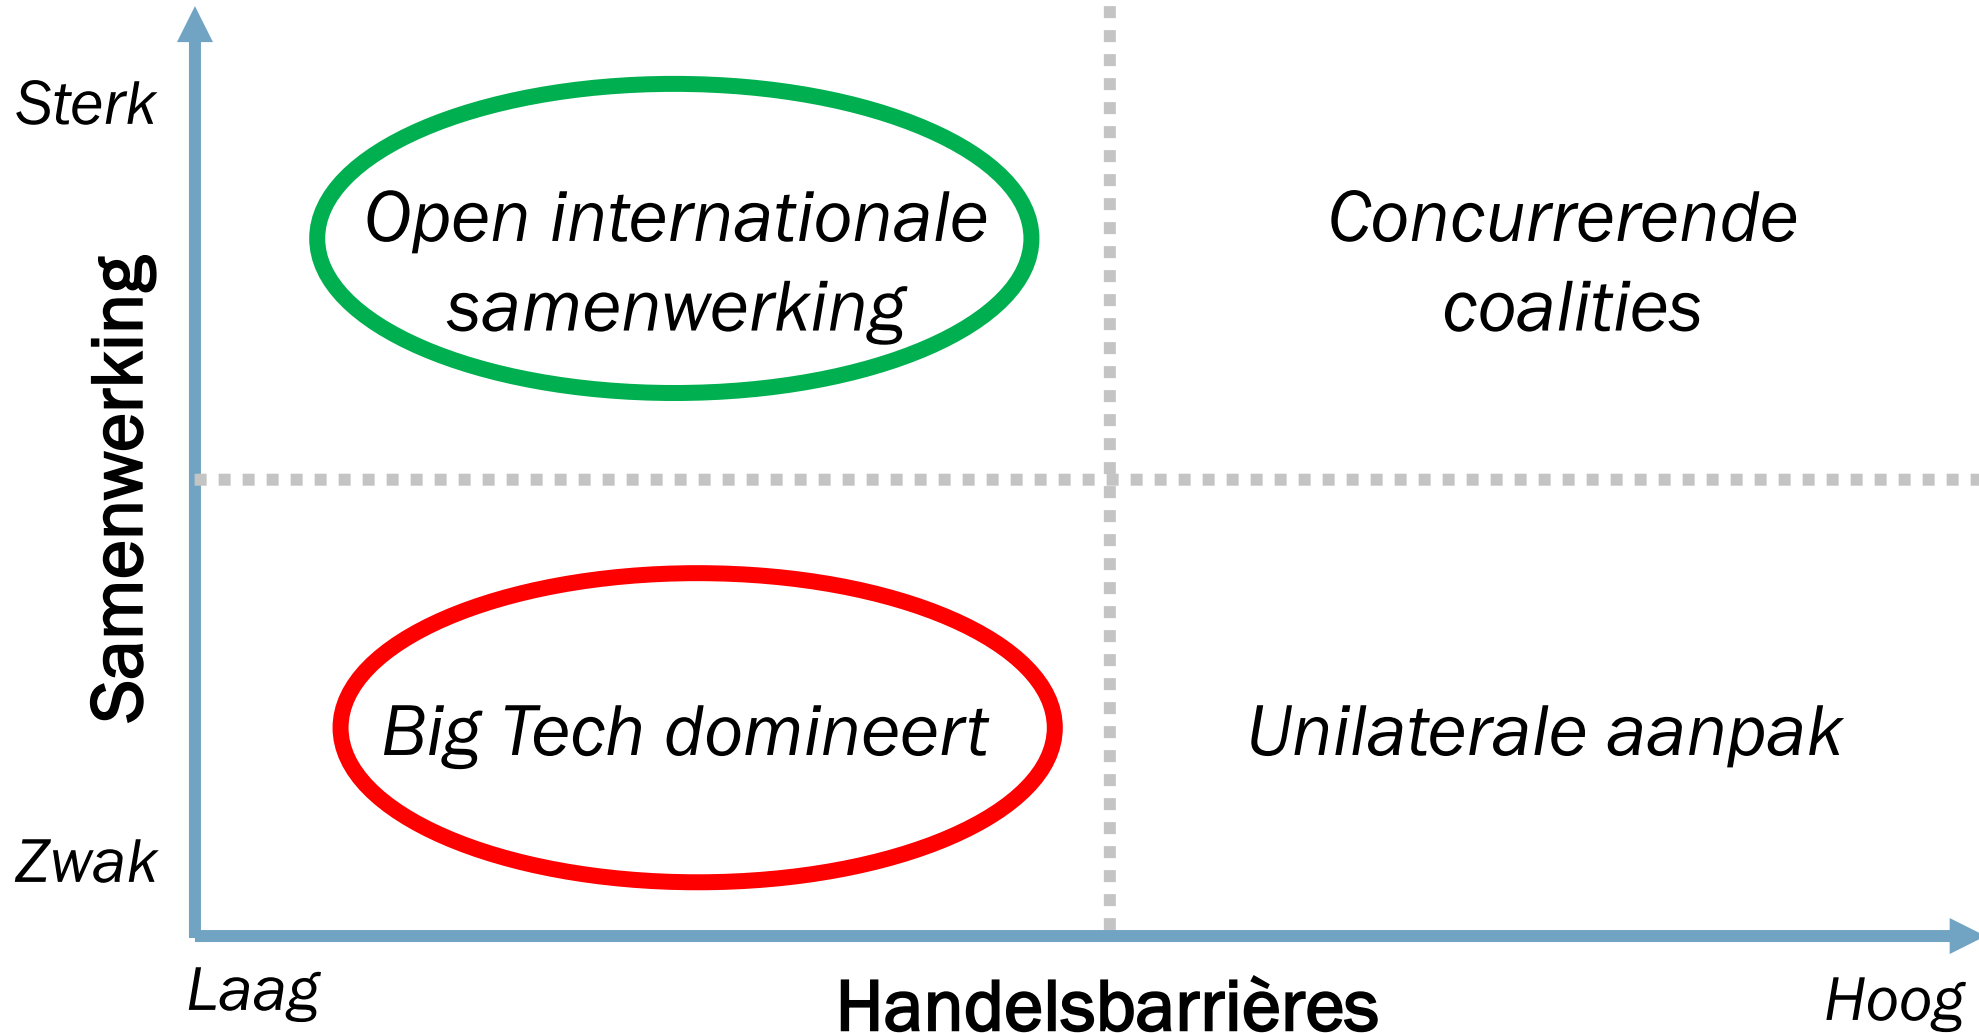 Sterk
Samenwerking
Zwak
Open internationale
samenwerking
Concurrerende
coalities
Big Tech domineert
Unilaterale aanpak
Laag
Handelsbarrières
Hoog